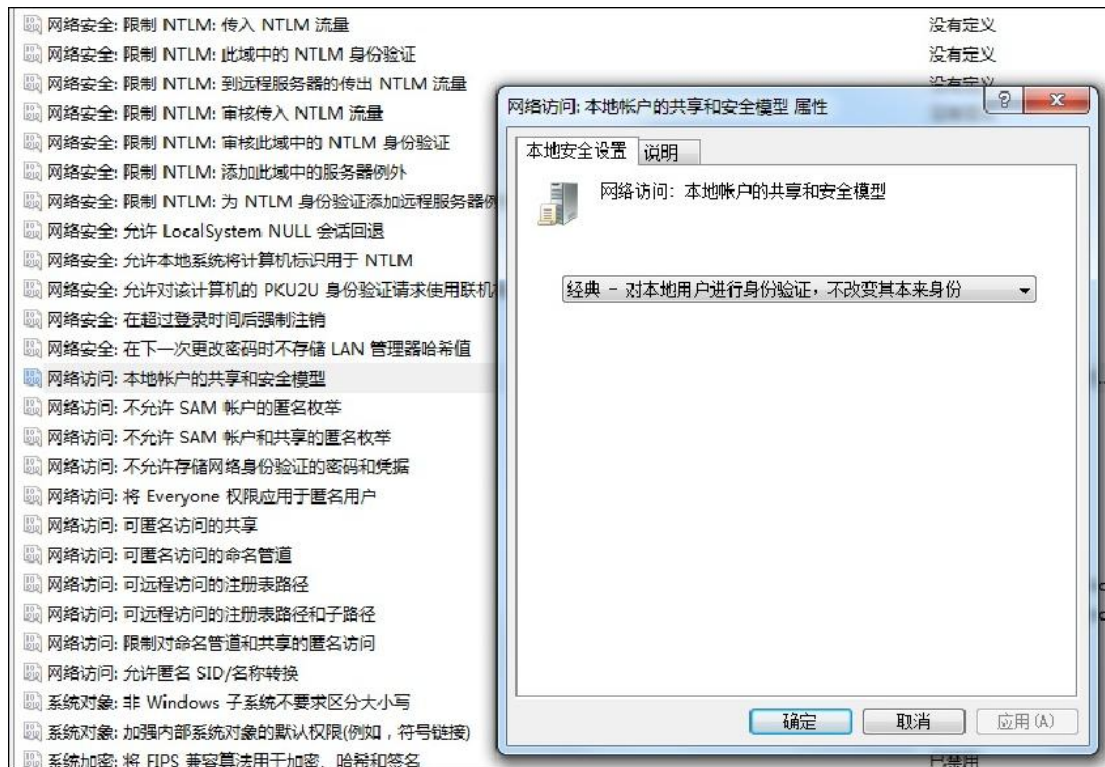 网络安全: 限制 NTLM: 传入 NTLM 流量 没有定义
网络安全: 限制 NTLM: 此域中的 NTLM 身份验证 没有定义
网络安全: 限制 NTLM: 到远程服务器的传出 NTLM 流量 没有定义
网络安全: 限制 NTLM: 审核传入 NTLM 流量
网络安全: 限制 NTLM: 审核此域中的 NTLM 身份验证
网络安全: 限制 NTLM: 添加此域中的服务器例外
网络安全: 限制 NTLM: 为 NTLM 身份验证添加远程服务器例
网络安全: 允许 LocalSystem NULL 会话回退
网络安全: 允许本地系统将计算机标识用于 NTLM
网络安全: 允许对该计算机的 PKU2U 身份验证请求使用联机
网络安全: 在超过登录时间后强制注销
网络安全: 在下一次更改密码时不存储 LAN 管理器哈希值
网络访问: 本地帐户的共享和安全模型
网络访问: 不允许 SAM 帐户的匿名枚举
网络访问: 不允许 SAM 帐户和共享的匿名枚举
网络访问: 不允许存储网络身份验证的密码和凭据
网络访问: 将 Everyone 权限应用于匿名用户
网络访问: 可匿名访问的共享
网络访问: 可匿名访问的命名管道
网络访问: 可远程访问的注册表路径
网络访问: 可远程访问的注册表路径和子路径
网络访问: 限制对命名管道和共享的匿名访问
网络访问: 允许匿名 SID/名称转换
系统对象: 非 Windows 子系统不要求区分大小写
系统对象: 加强内部系统对象的默认权限(例如，符号链接)
系统加密: 将 FIPS 兼容算法用于加密、哈希和签名 已禁用
网络访问: 本地帐户的共享和安全模型 属性
本地安全设置 说明
网络访问: 本地帐户的共享和安全模型
经典 - 对本地用户进行身份验证，不改变其本来身份
确定 取消 应用(A)